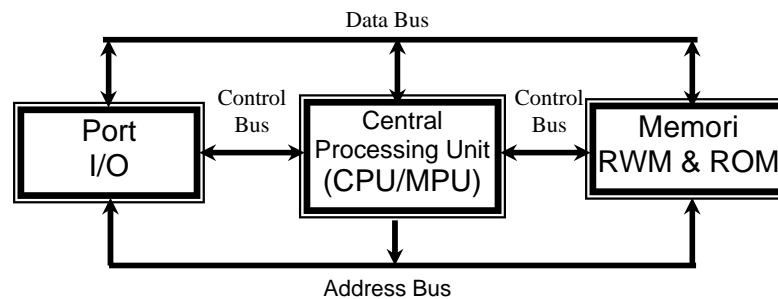 Data Bus
Port
I/O
Control
Bus
Central
Processing Unit
(CPU/MPU)
Control
Bus
Memori
RWM & ROM
Address Bus